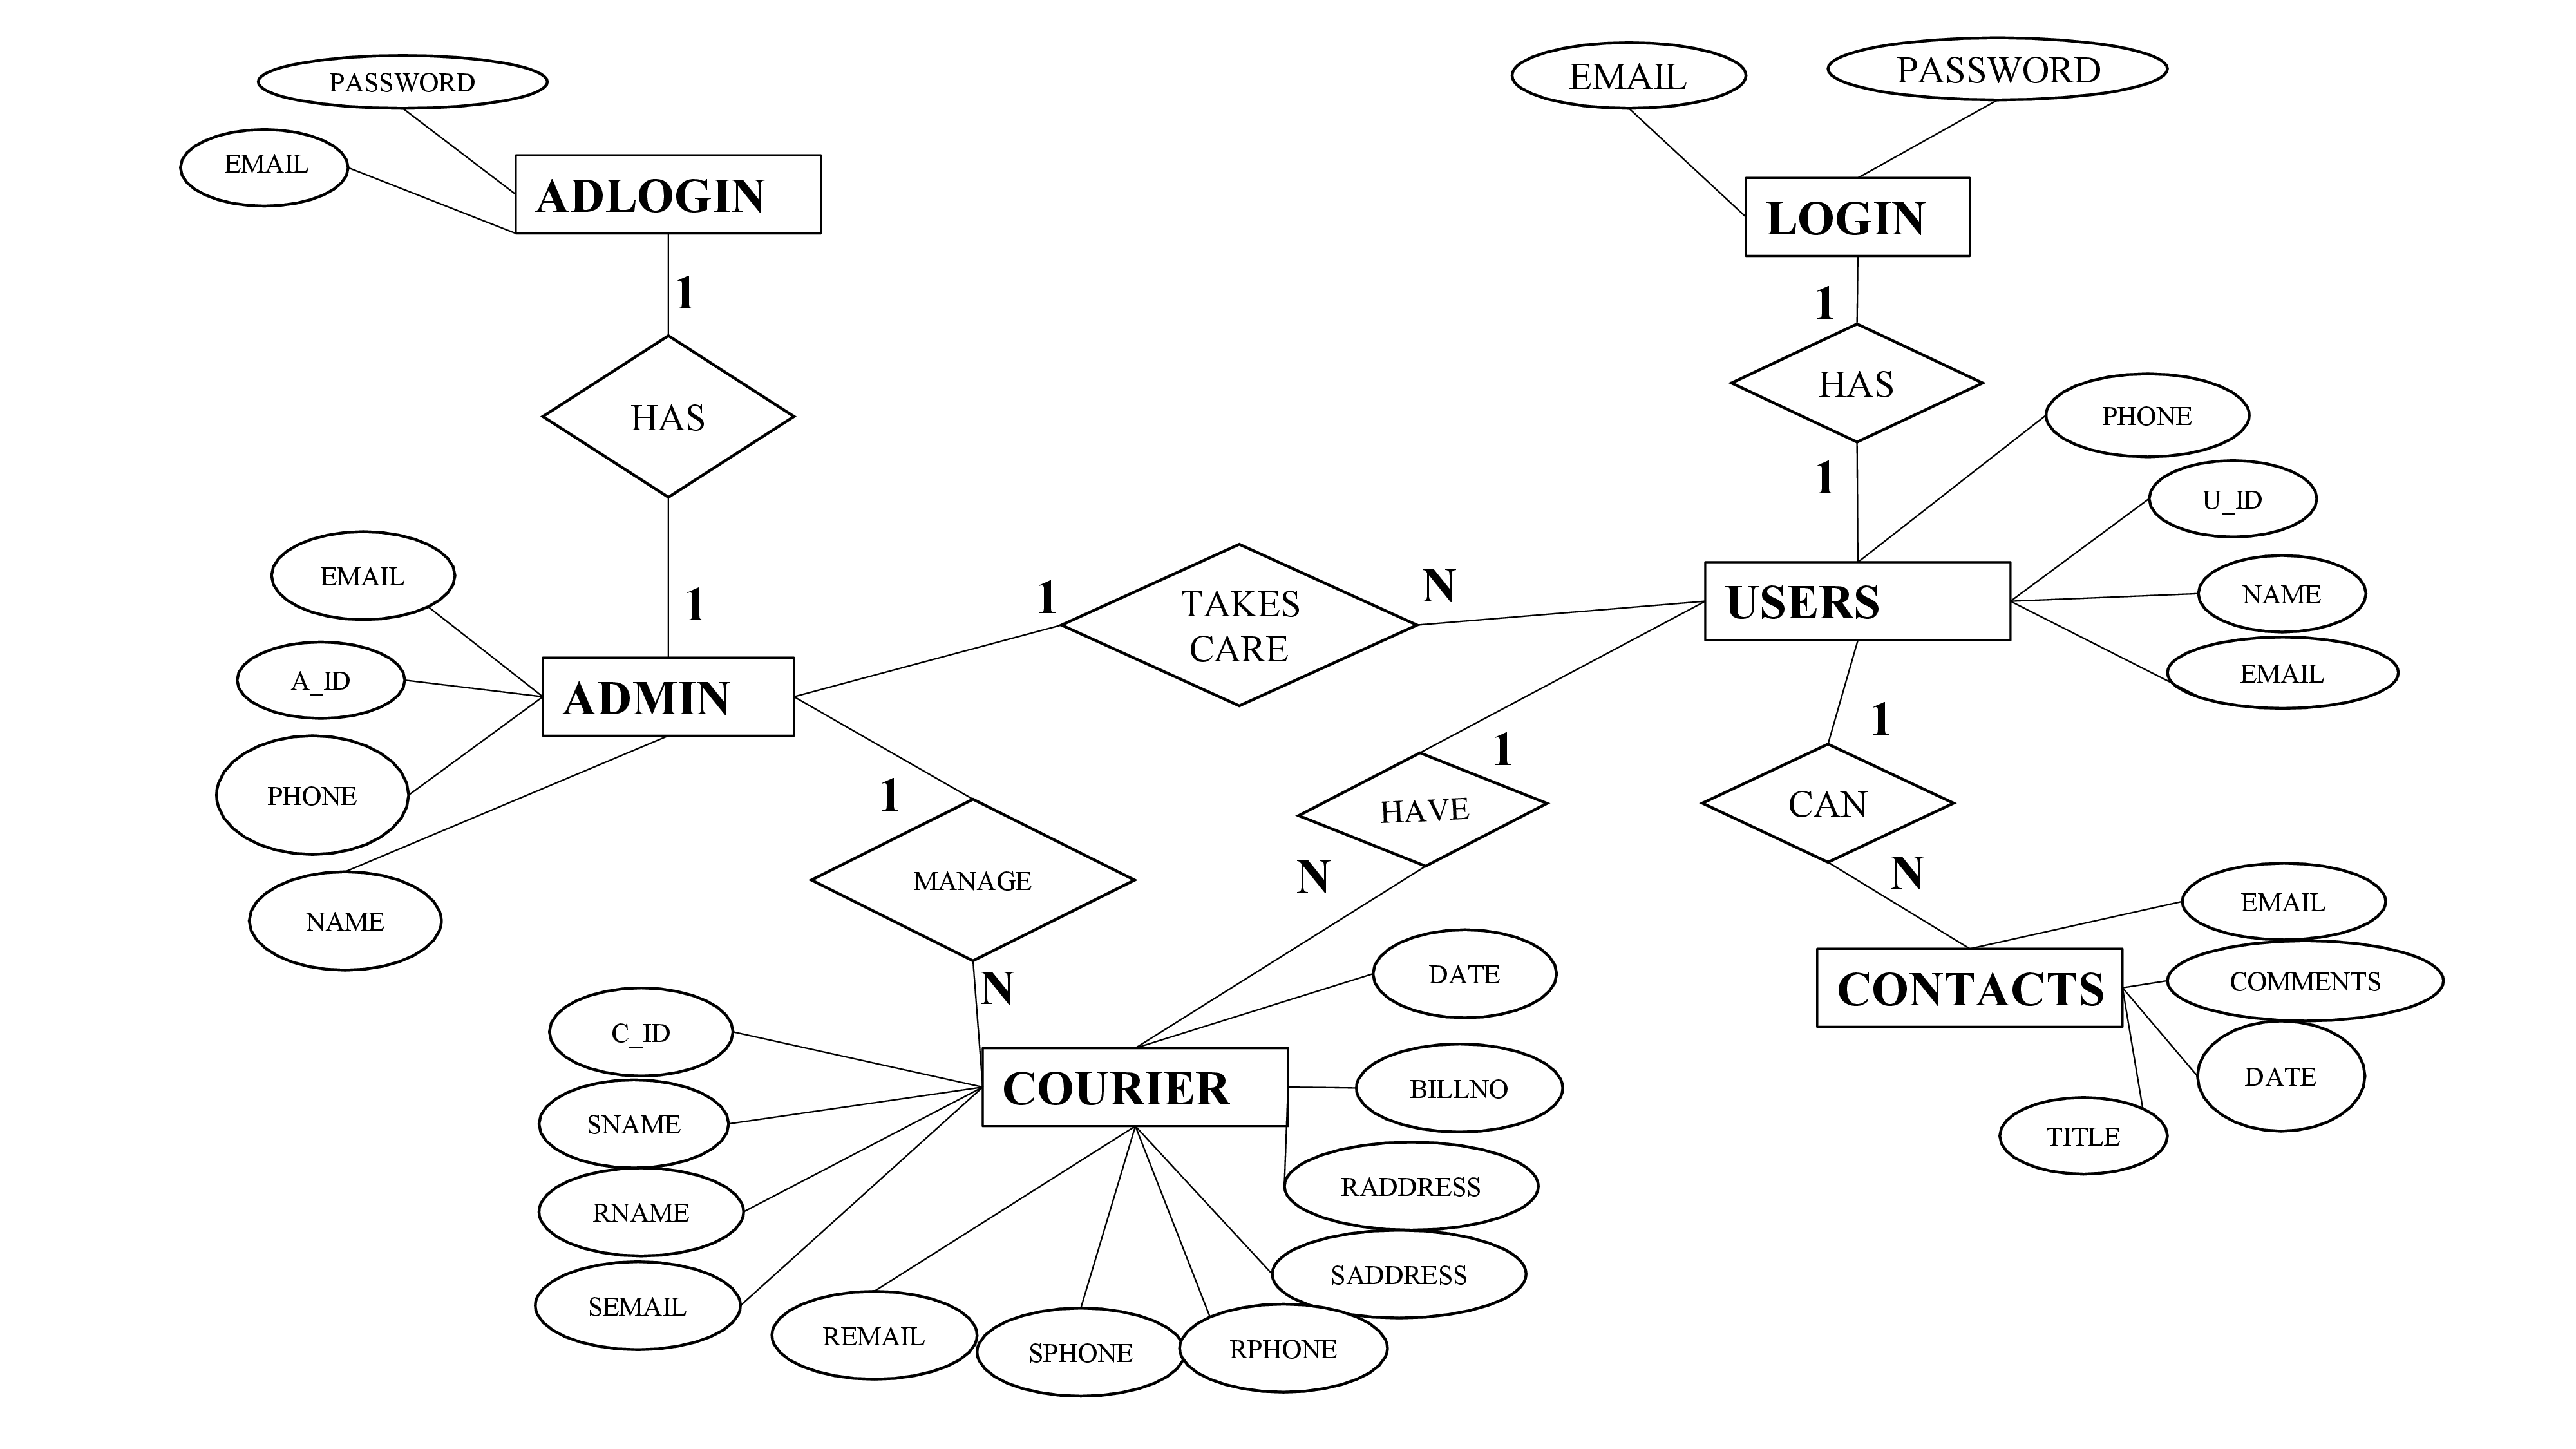 PASSWORD
EMAIL
ADLOGIN
1
HAS
1
EMAIL
PASSWORD
LOGIN
1
HAS
1
PHONE
U_ID
NAME
EMAIL
USERS
EMAIL
A_ID
PHONE
NAME
ADMIN
1
TAKES
CARE
N
1
MANAGE
N
1
HAVE
N
1
CAN
N
CONTACTS
EMAIL
COMMENTS
DATE
TITLE
COURIER
DATE
BILLNO
RADDRESS
SADDRESS
C_ID
SNAME
RNAME
SEMAIL
REMAIL
SPHONE
RPHONE